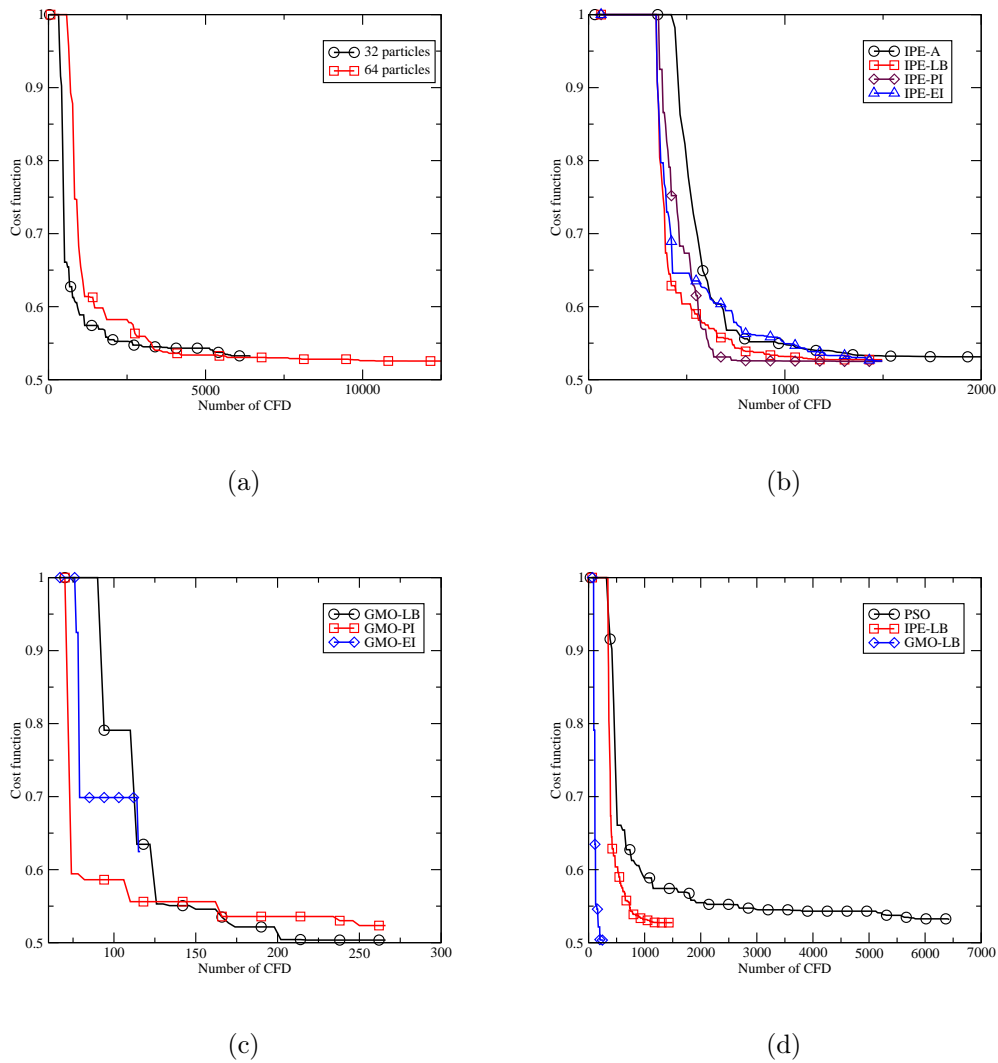 1
0.9
0.8
0.7
0.6
0.5
Cost function
0 5000 10000
Number of CFD
32 particles
64 particles
(a)
1
0.9
0.8
0.7
0.6
0.5
Cost function
0 500 1000 1500 2000
Number of CFD
IPE-A
IPE-LB
IPE-PI
IPE-EI
(b)
1
0.9
0.8
0.7
0.6
0.5
Cost function
100 150 200 250 300
Number of CFD
GMO-LB
GMO-PI
GMO-EI
(c)
1
0.9
0.8
0.7
0.6
0.5
Cost function
0 1000 2000 3000 4000 5000 6000 7000
Number of CFD
PSO
IPE-LB
GMO-LB
(d)